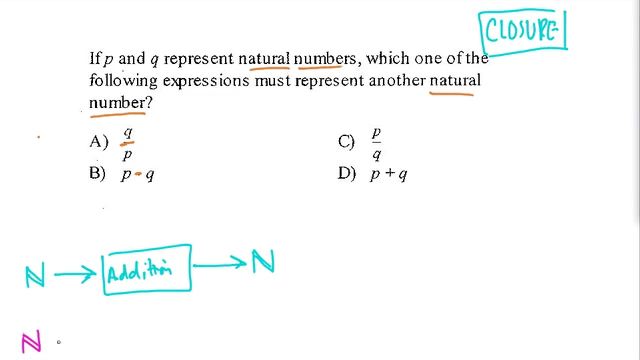 CLOSURE
If p and q represent natural numbers, which one of the
following expressions must represent another natural
number?
A) q/p
C) p/q
B) p - q
D) p + q
ℕ → Addition → ℕ
ℕ